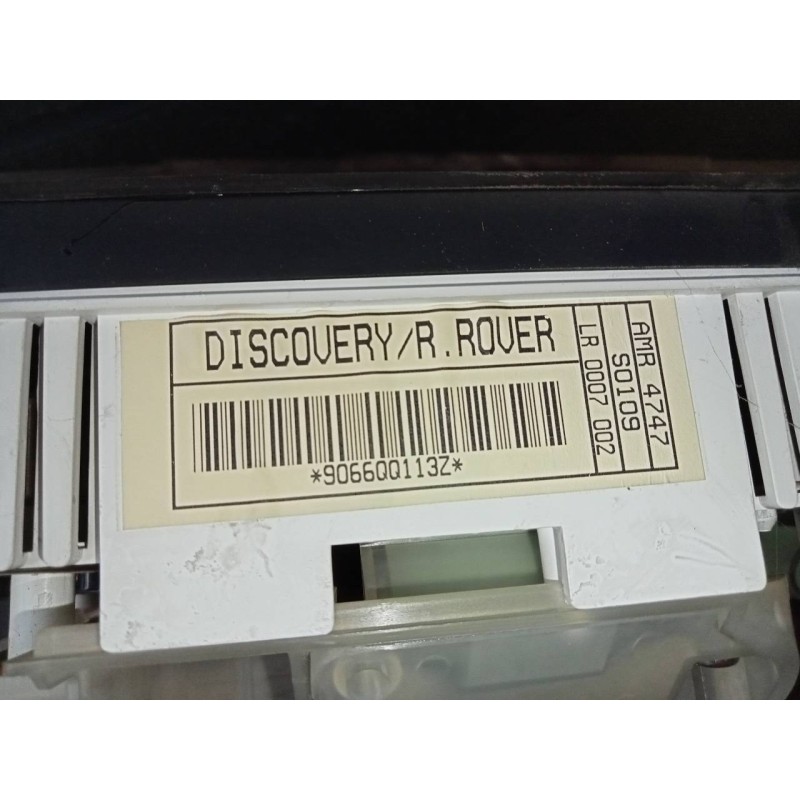 DISCOVERY/R.ROVER
*9066QQ113Z*
AMR 4747
S0109
LR 0007 002